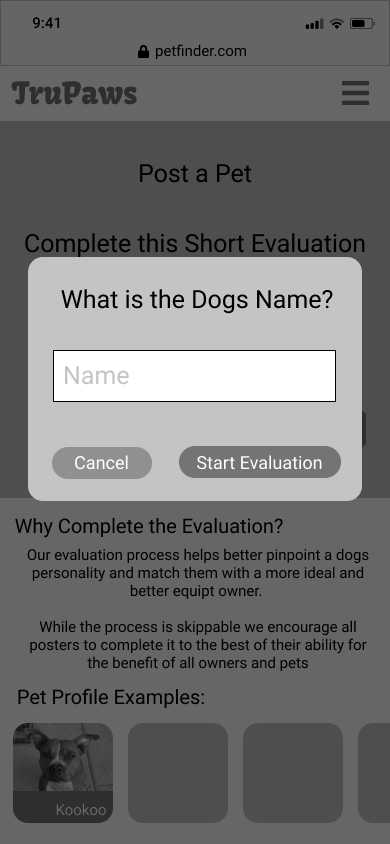 9:41
petfinder.com
TruPaws
Post a Pet
Complete this Short Evaluation
What is the Dogs Name?
Name
Cancel
Start Evaluation
Why Complete the Evaluation?
Our evaluation process helps better pinpoint a dogs
personality and match them with a more ideal and
better equipt owner.
While the process is skippable we encourage all
posters to complete it to the best of their ability for
the benefit of all owners and pets
Pet Profile Examples:
Kookoo